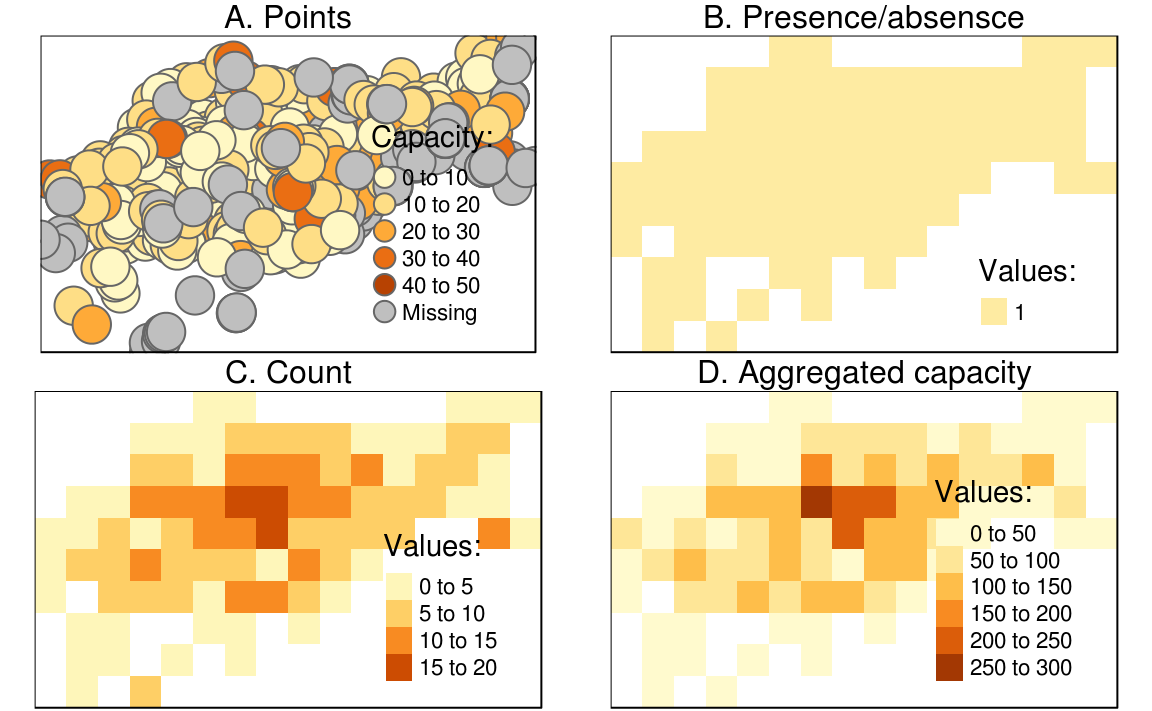 A. Points
Capacity:
0 to 10
10 to 20
20 to 30
30 to 40
40 to 50
Missing
B. Presence/absensce
Values:
1
C. Count
Values:
0 to 5
5 to 10
10 to 15
15 to 20
D. Aggregated capacity
Values:
0 to 50
50 to 100
100 to 150
150 to 200
200 to 250
250 to 300